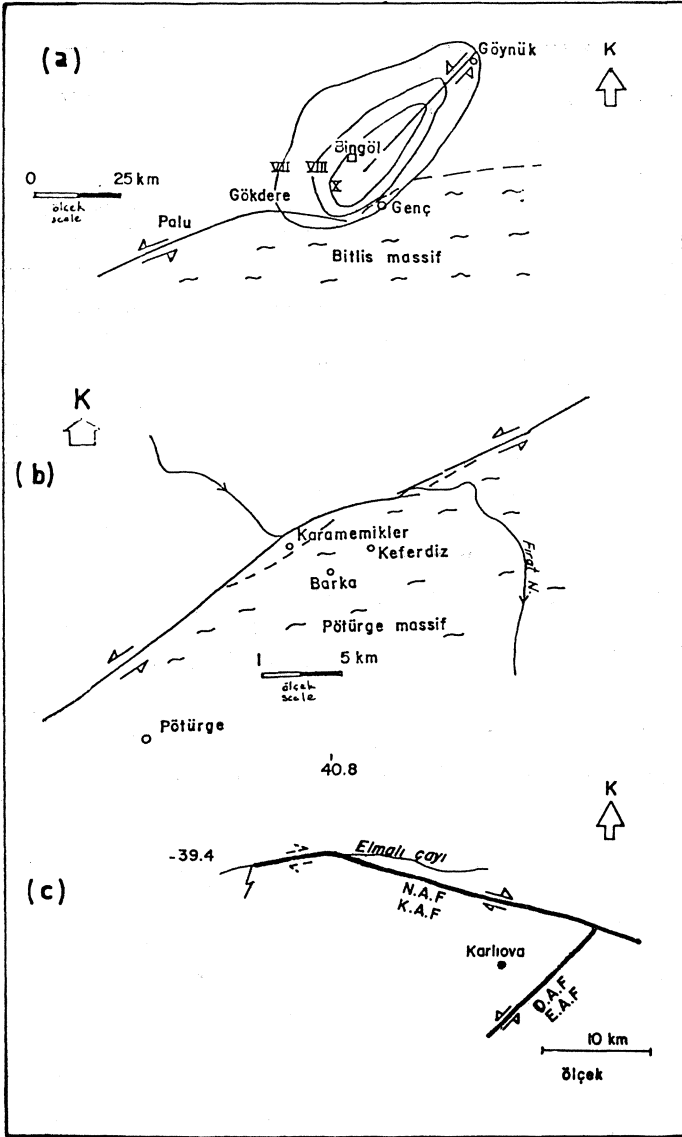 (a)
Göynük
K
Bingöl
VII
VIII
X
0 25 km
ölçek
scale
Gökdere
Genç
Palu
Bitlis massif
K
(b)
Karamemikler
Keferdiz
Barka
Fırat N.
Pötürge massif
1 5 km
ölçek
scale
Pötürge
40.8
K
-39.4
Elmalı çayı
(c)
N.A.F
K.A.F
Karlıova
D.A.F
E.A.F
10 km
ölçek